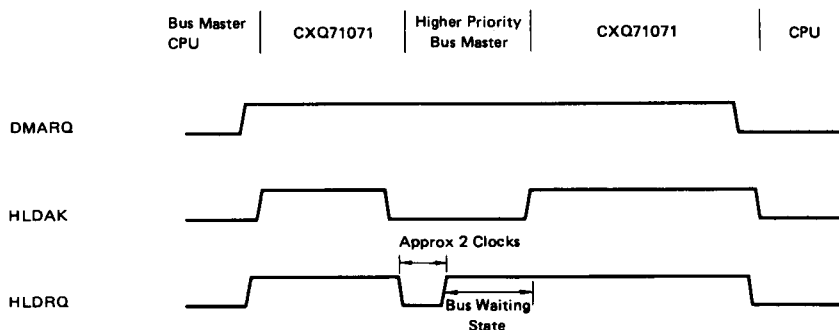 Bus Master
CPU
CXQ71071
Higher Priority
Bus Master
CXQ71071
CPU
DMARQ
HLDAK
Approx 2 Clocks
HLDRQ
Bus Waiting
State